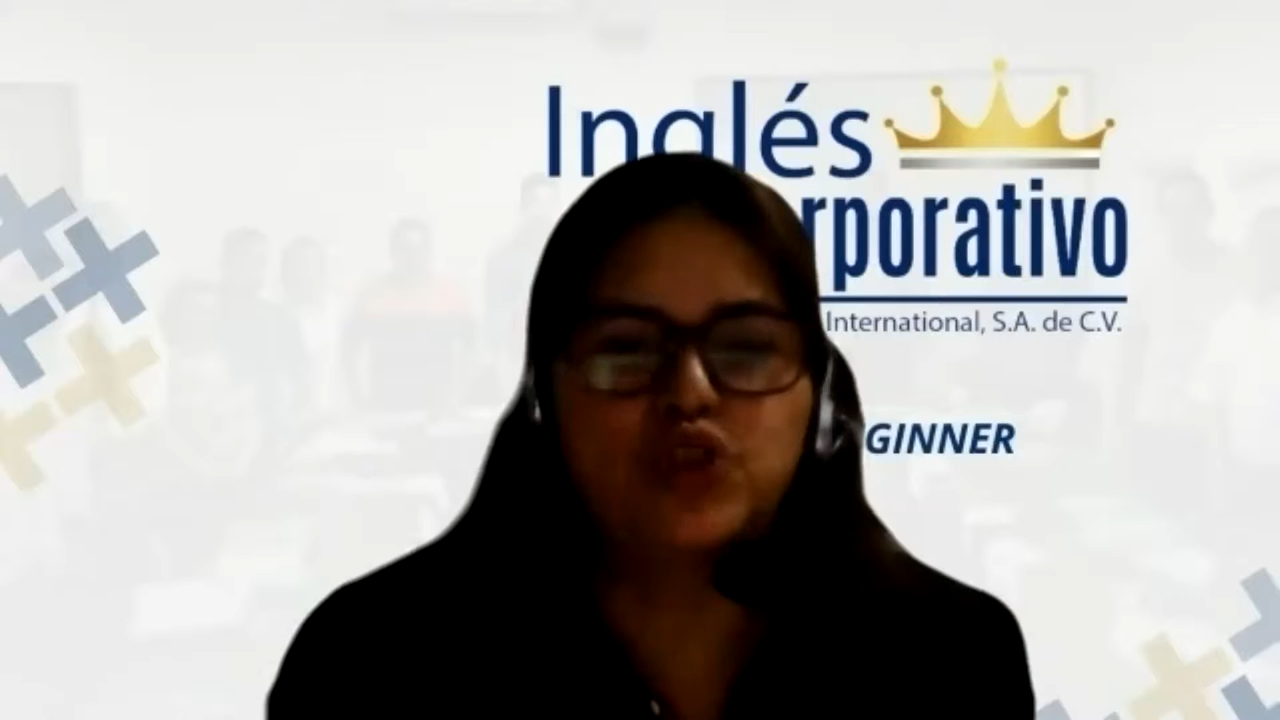 Inglés
rporativo
International, S.A. de C.V.
GINNER